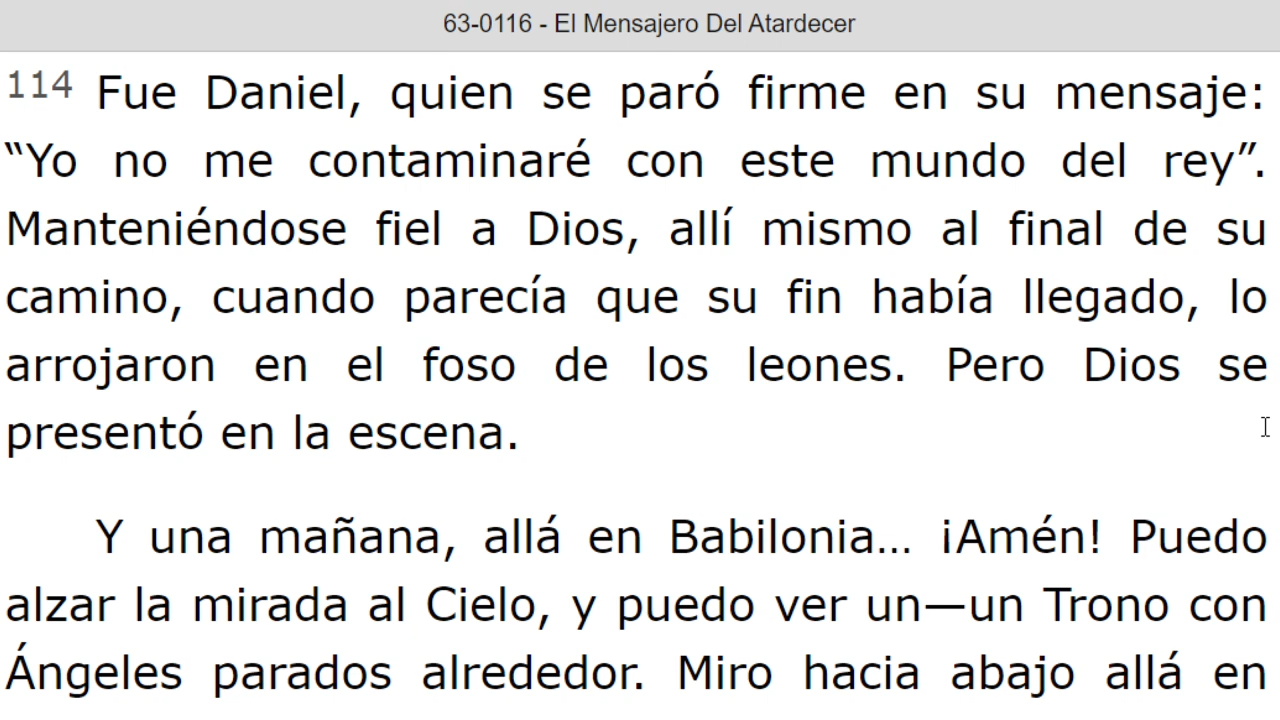 63-0116 - El Mensajero Del Atardecer
114 Fue Daniel, quien se paró firme en su mensaje:
“Yo no me contaminaré con este mundo del rey”.
Manteniéndose fiel a Dios, allí mismo al final de su
camino, cuando parecía que su fin había llegado, lo
arrojaron en el foso de los leones. Pero Dios se
presentó en la escena.
Y una mañana, allá en Babilonia… ¡Amén! Puedo
alzar la mirada al Cielo, y puedo ver un—un Trono con
Ángeles parados alrededor. Miro hacia abajo allá en